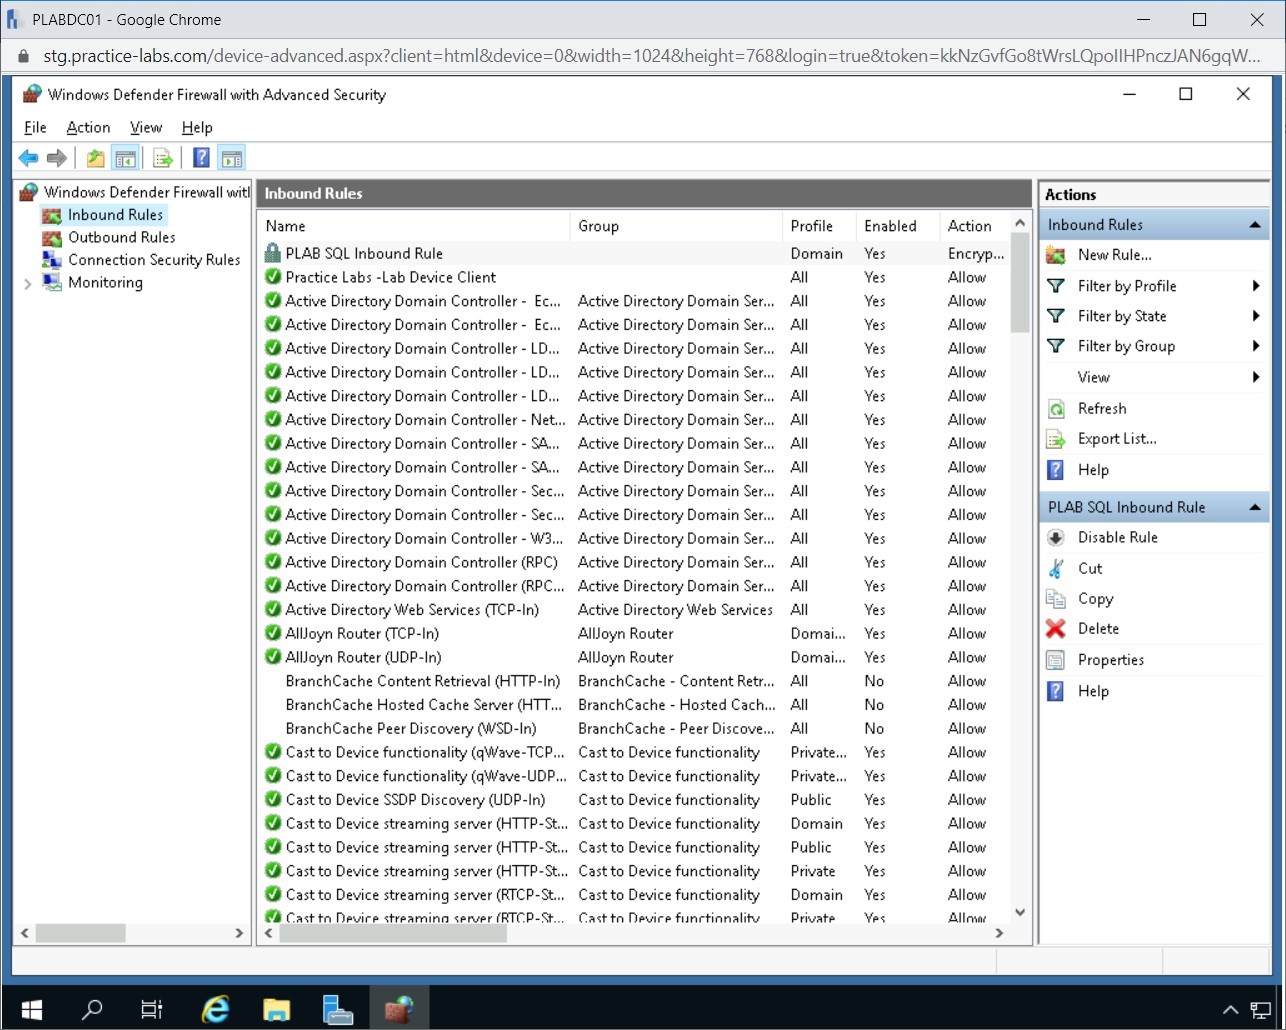 PLABDC01 - Google Chrome
stg.practice-labs.com/device-advanced.aspx?client=html&device=0&width=1024&height=768&login=true&token=kkNzGvfGo8tWrsLQpoIIHPnczJAN6gqW...
Windows Defender Firewall with Advanced Security
File Action View Help
Windows Defender Firewall with
Inbound Rules
Outbound Rules
Connection Security Rules
Monitoring
Inbound Rules
Name Group Profile Enabled Action
PLAB SQL Inbound Rule Domain Yes Encryp...
Practice Labs -Lab Device Client All Yes Allow
Active Directory Domain Controller - Ec... Active Directory Domain Ser... All Yes Allow
Active Directory Domain Controller - Ec... Active Directory Domain Ser... All Yes Allow
Active Directory Domain Controller - LD... Active Directory Domain Ser... All Yes Allow
Active Directory Domain Controller - LD... Active Directory Domain Ser... All Yes Allow
Active Directory Domain Controller - LD... Active Directory Domain Ser... All Yes Allow
Active Directory Domain Controller - Net... Active Directory Domain Ser... All Yes Allow
Active Directory Domain Controller - SA... Active Directory Domain Ser... All Yes Allow
Active Directory Domain Controller - SA... Active Directory Domain Ser... All Yes Allow
Active Directory Domain Controller - Sec... Active Directory Domain Ser... All Yes Allow
Active Directory Domain Controller - Sec... Active Directory Domain Ser... All Yes Allow
Active Directory Domain Controller - W3... Active Directory Domain Ser... All Yes Allow
Active Directory Domain Controller (RPC) Active Directory Domain Ser... All Yes Allow
Active Directory Domain Controller (RPC... Active Directory Domain Ser... All Yes Allow
Active Directory Web Services (TCP-In) Active Directory Web Services All Yes Allow
AllJoyn Router (TCP-In) AllJoyn Router Domai... Yes Allow
AllJoyn Router (UDP-In) AllJoyn Router Domai... Yes Allow
BranchCache Content Retrieval (HTTP-In) BranchCache - Content Retr... All No Allow
BranchCache Hosted Cache Server (HTT... BranchCache - Hosted Cach... All No Allow
BranchCache Peer Discovery (WSD-In) BranchCache - Peer Discove... All No Allow
Cast to Device functionality (qWave-TCP... Cast to Device functionality Private... Yes Allow
Cast to Device functionality (qWave-UDP... Cast to Device functionality Private... Yes Allow
Cast to Device SSDP Discovery (UDP-In) Cast to Device functionality Public Yes Allow
Cast to Device streaming server (HTTP-St... Cast to Device functionality Domain Yes Allow
Cast to Device streaming server (HTTP-St... Cast to Device functionality Public Yes Allow
Cast to Device streaming server (HTTP-St... Cast to Device functionality Private Yes Allow
Cast to Device streaming server (RTCP-St... Cast to Device functionality Domain Yes Allow
Cast to Device streaming server (RTCP-St... Cast to Device functionality Private Yes Allow
Actions
Inbound Rules
New Rule...
Filter by Profile
Filter by State
Filter by Group
View
Refresh
Export List...
Help
PLAB SQL Inbound Rule
Disable Rule
Cut
Copy
Delete
Properties
Help